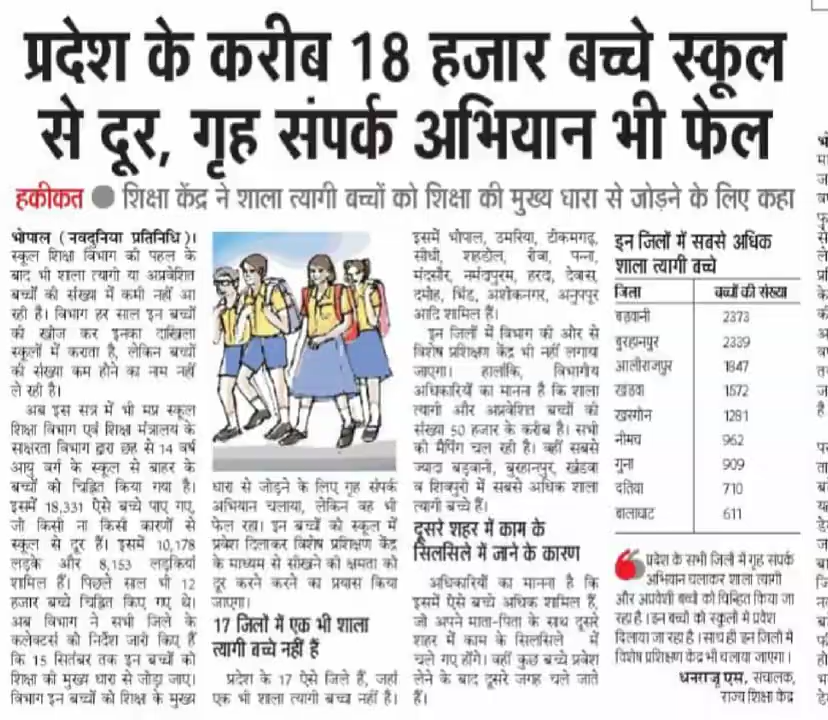 प्रदेश के करीब 18 हजार बच्चे स्कूल
से दूर, गृह संपर्क अभियान भी फेल
हकीकत ● शिक्षा केंद्र ने शाला त्यागी बच्चों को शिक्षा की मुख्य धारा से जोड़ने के लिए कहा
भोपाल (नवदुनिया प्रतिनिधि)।
स्कूल शिक्षा विभाग की पहल के
बाद भी शाला त्यागी या अप्रवेशित
बच्चों की संख्या में कमी नहीं आ
रही है। विभाग हर साल इन बच्चों
की खोज कर इनका दाखिला
स्कूलों में कराता है, लेकिन बच्चों
की संख्या कम होने का नाम नहीं
ले रही है।
अब इस सत्र में भी मप्र स्कूल
शिक्षा विभाग एवं शिक्षा मंत्रालय के
साक्षरता विभाग द्वारा छह से 14 वर्ष
आयु वर्ग के स्कूल से बाहर के
बच्चों को चिह्नित किया गया है।
इसमें 18,331 ऐसे बच्चे पाए गए,
जो किसी ना किसी कारणों से
स्कूल से दूर हैं। इसमें 10,178
लड़के और 8,153 लड़कियां
शामिल हैं। पिछले साल भी 12
हजार बच्चे चिह्नित किए गए थे।
अब विभाग ने सभी जिले के
कलेक्टर्स को निर्देश जारी किए हैं
कि 15 सितंबर तक इन बच्चों को
शिक्षा की मुख्य धारा से जोड़ा जाए।
विभाग इन बच्चों को शिक्षा के मुख्य
धारा से जोड़ने के लिए गृह संपर्क
अभियान चलाया, लेकिन वह भी
फेल रहा। इन बच्चों को स्कूल में
प्रवेश दिलाकर विशेष प्रशिक्षण केंद्र
के माध्यम से सीखने की क्षमता को
दूर करने करने का प्रयास किया
जाएगा।
17 जिलों में एक भी शाला
त्यागी बच्चे नहीं हैं
प्रदेश के 17 ऐसे जिले हैं, जहां
एक भी शाला त्यागी बच्चा नहीं है।
इसमें भोपाल, उमरिया, टीकमगढ़,
सीधी, शहडोल, रीवा, पन्ना,
मंदसौर, नर्मदापुरम, हरदा, देवास,
दमोह, भिंड, अशोकनगर, अनूपपुर
आदि शामिल हैं।
इन जिलों में विभाग की ओर से
विशेष प्रशिक्षण केंद्र भी नहीं लगाया
जाएगा। हालांकि, विभागीय
अधिकारियों का मानना है कि शाला
त्यागी और अप्रवेशित बच्चों की
संख्या 50 हजार के करीब है। सभी
की मैपिंग चल रही है। वहीं सबसे
ज्यादा बड़वानी, बुरहानपुर, खंडवा
व शिवपुरी में सबसे अधिक शाला
त्यागी बच्चे हैं।
दूसरे शहर में काम के
सिलसिले में जाने के कारण
अधिकारियों का मानना है कि
इसमें ऐसे बच्चे अधिक शामिल हैं,
जो अपने माता-पिता के साथ दूसरे
शहर में काम के सिलसिले में
चले गए होंगे। वहीं कुछ बच्चे प्रवेश
लेने के बाद दूसरे जगह चले जाते
हैं।
इन जिलों में सबसे अधिक
शाला त्यागी बच्चे
जिला बच्चों की संख्या
बड़वानी 2373
बुरहानपुर 2339
आलीराजपुर 1847
खंडवा 1572
खरगोन 1281
नीमच 962
गुना 909
दतिया 710
बालाघाट 611
प्रदेश के सभी जिलों में गृह संपर्क
अभियान चलाकर शाला त्यागी
और अप्रवेशी बच्चों को चिन्हित किया जा
रहा है। इन बच्चों को स्कूलों में प्रवेश
दिलाया जा रहा है। साथ ही इन जिलों में
विशेष प्रशिक्षण केंद्र भी चलाया जाएगा।
धनराजू एस, संचालक,
राज्य शिक्षा केंद्र